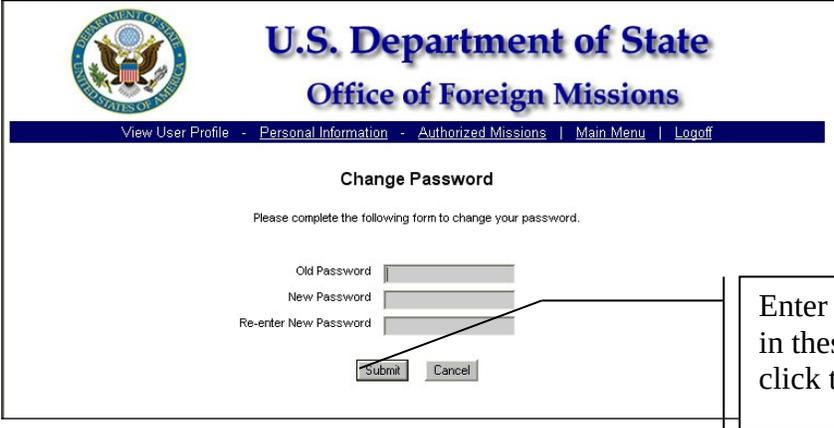 DEPARTMENT OF STATE
UNITED STATES OF AMERICA
U.S. Department of State
Office of Foreign Missions
View User Profile - Personal Information - Authorized Missions | Main Menu | Logoff
Change Password
Please complete the following form to change your password.
Old Password
New Password
Re-enter New Password
Submit Cancel
Enter
in
click